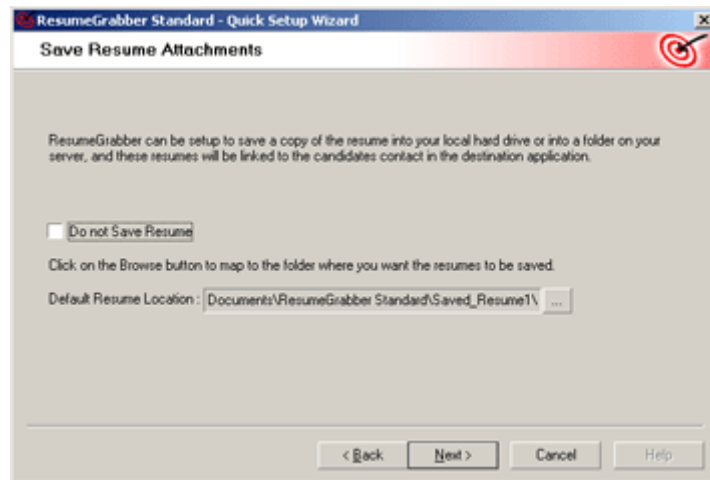 ResumeGrabber Standard - Quick Setup Wizard
Save Resume Attachments
ResumeGrabber can be setup to save a copy of the resume into your local hard drive or into a folder on your
server, and these resumes will be linked to the candidates contact in the destination application.
Do not Save Resume
Click on the Browse button to map to the folder where you want the resumes to be saved.
Default Resume Location : Documents\ResumeGrabber Standard\Saved_Resume1\ ...
< Back Next > Cancel Help